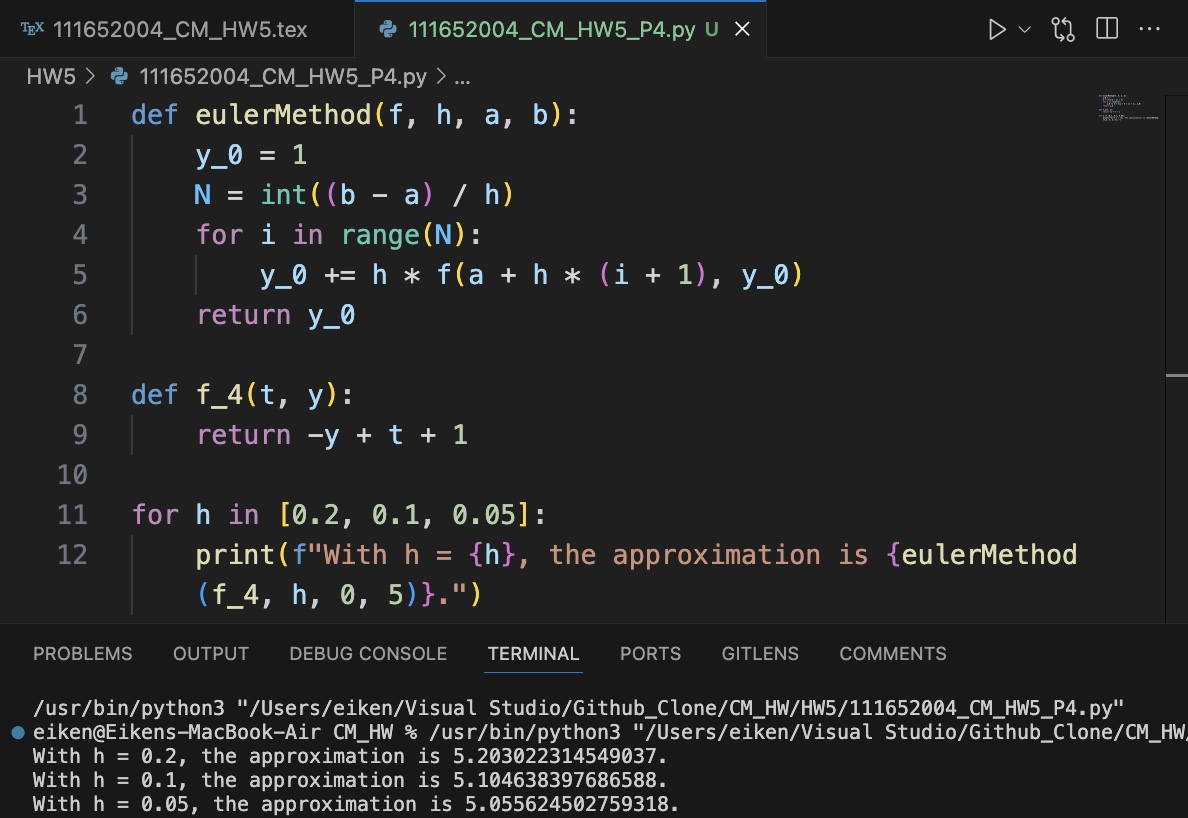 TEX 111652004_CM_HW5.tex
111652004_CM_HW5_P4.py U
HW5 > 111652004_CM_HW5_P4.py > ...
1 def eulerMethod(f, h, a, b):
2     y_0 = 1
3     N = int((b - a) / h)
4     for i in range(N):
5         y_0 += h * f(a + h * (i + 1), y_0)
6     return y_0
7
8 def f_4(t, y):
9     return -y + t + 1
10
11 for h in [0.2, 0.1, 0.05]:
12     print(f"With h = {h}, the approximation is {eulerMethod
(f_4, h, 0, 5)}.")
PROBLEMS OUTPUT DEBUG CONSOLE TERMINAL PORTS GITLENS COMMENTS
/usr/bin/python3 "/Users/eiken/Visual Studio/Github_Clone/CM_HW/HW5/111652004_CM_HW5_P4.py"
eiken@Eikens-MacBook-Air CM_HW % /usr/bin/python3 "/Users/eiken/Visual Studio/Github_Clone/CM_HW/
With h = 0.2, the approximation is 5.203022314549037.
With h = 0.1, the approximation is 5.104638397686588.
With h = 0.05, the approximation is 5.055624502759318.